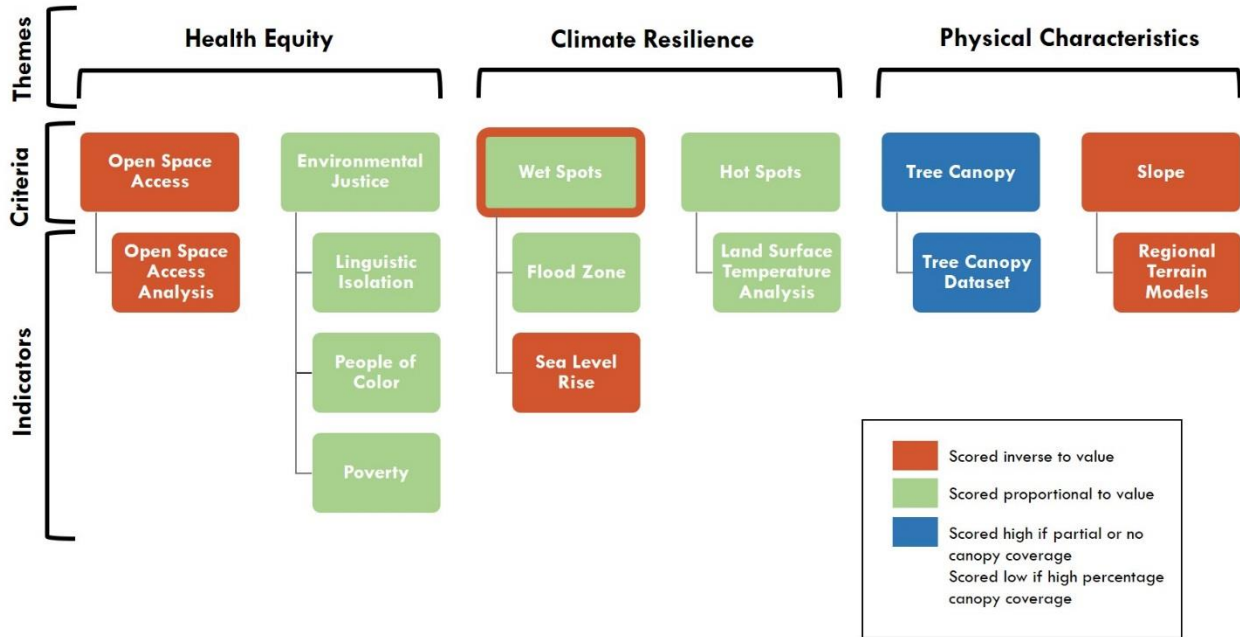 Themes
Health Equity
Climate Resilience
Physical Characteristics
Criteria
Open Space
Access
Environmental
Justice
Wet Spots
Hot Spots
Tree Canopy
Slope
Indicators
Open Space
Access
Analysis
Linguistic
Isolation
People of
Color
Poverty
Flood Zone
Sea Level
Rise
Land Surface
Temperature
Analysis
Tree Canopy
Dataset
Regional
Terrain
Models
Scored inverse to value
Scored proportional to value
Scored high if partial or no
canopy coverage
Scored low if high percentage
canopy coverage